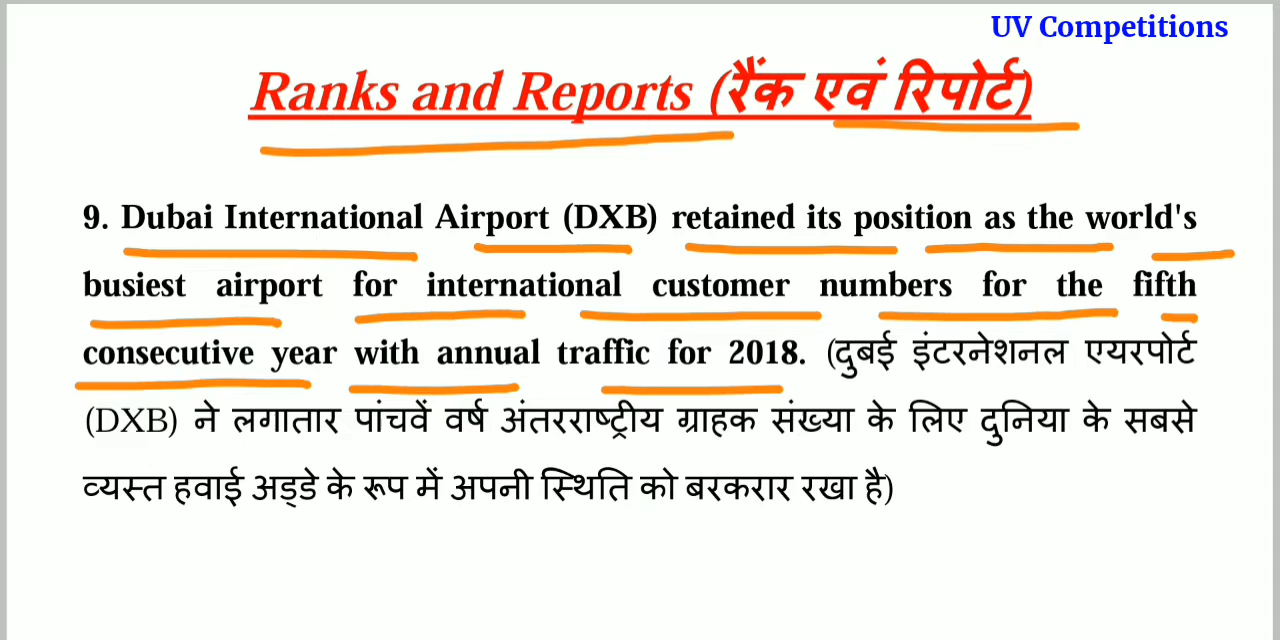 UV Competitions
Ranks and Reports (रैंक एवं रिपोर्ट)
9. Dubai International Airport (DXB) retained its position as the world's
busiest airport for international customer numbers for the fifth
consecutive year with annual traffic for 2018. (दुबई इंटरनेशनल एयरपोर्ट
(DXB) ने लगातार पांचवें वर्ष अंतरराष्ट्रीय ग्राहक संख्या के लिए दुनिया के सबसे
व्यस्त हवाई अड्डे के रूप में अपनी स्थिति को बरकरार रखा है)